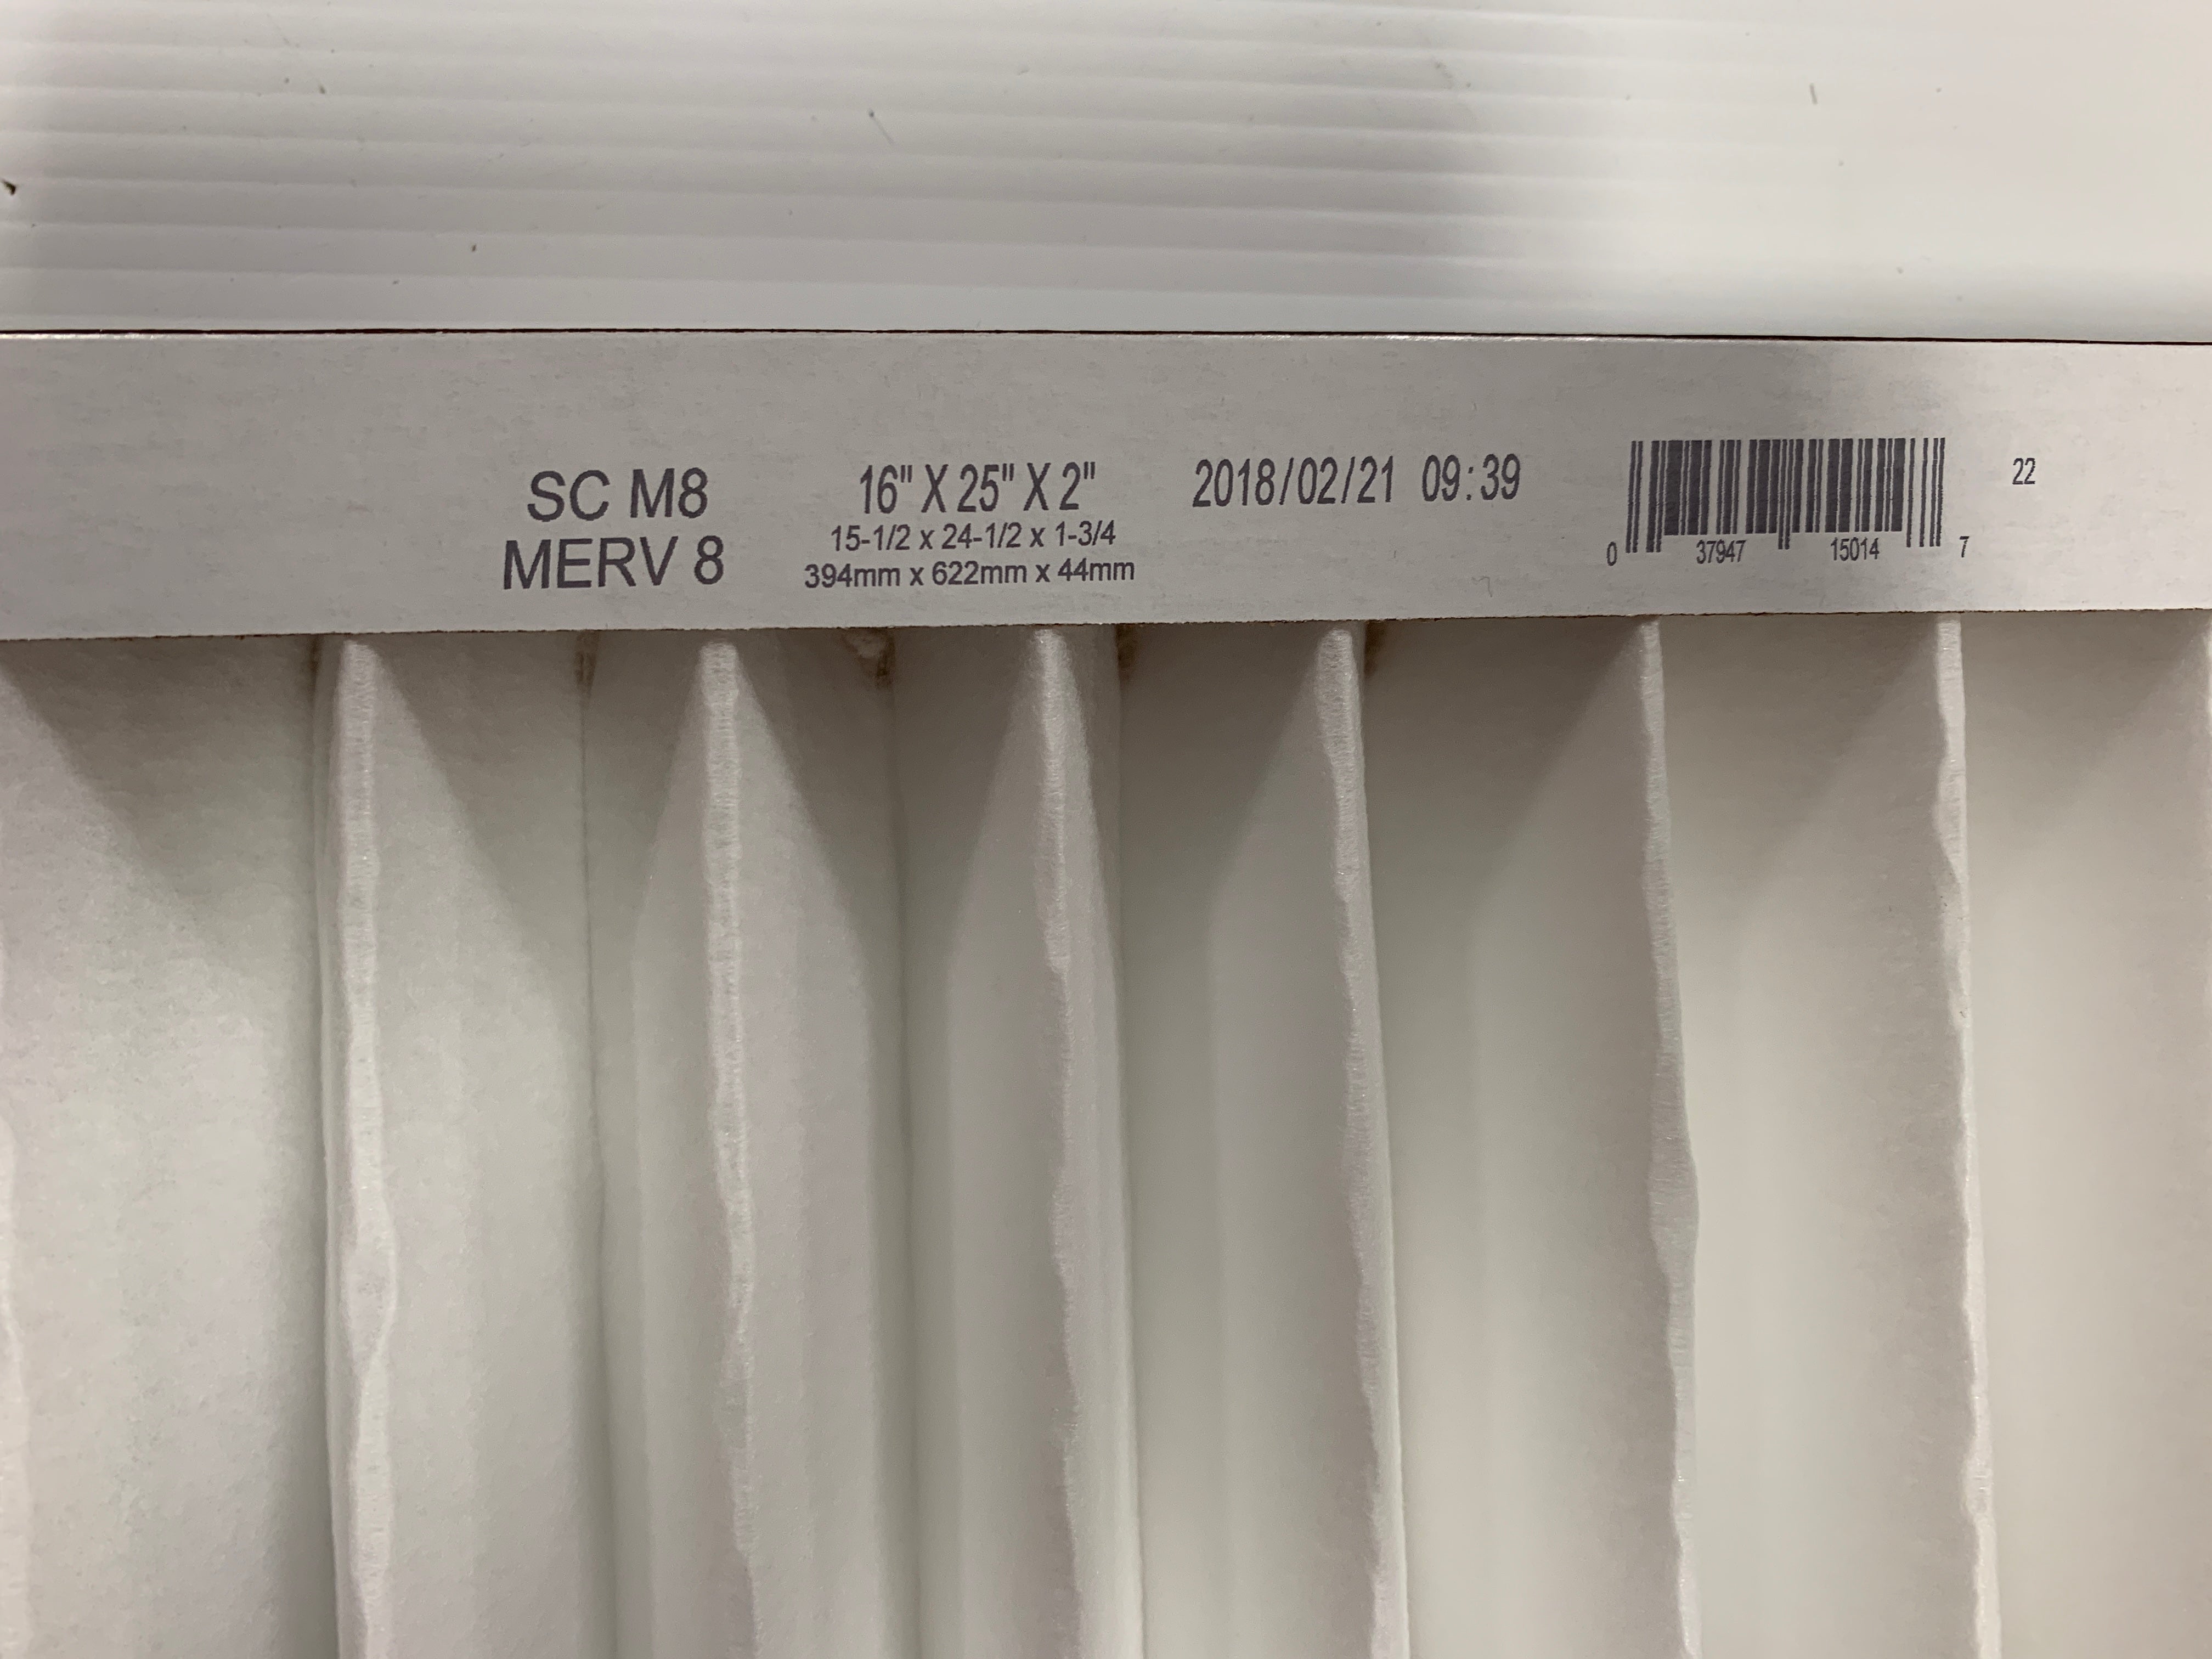 SC M8
MERV 8
16" X 25" X 2"
15-1/2 x 24-1/2 x 1-3/4
394mm x 622mm x 44mm
2018/02/21 09:39
0 37947 15014 7
22